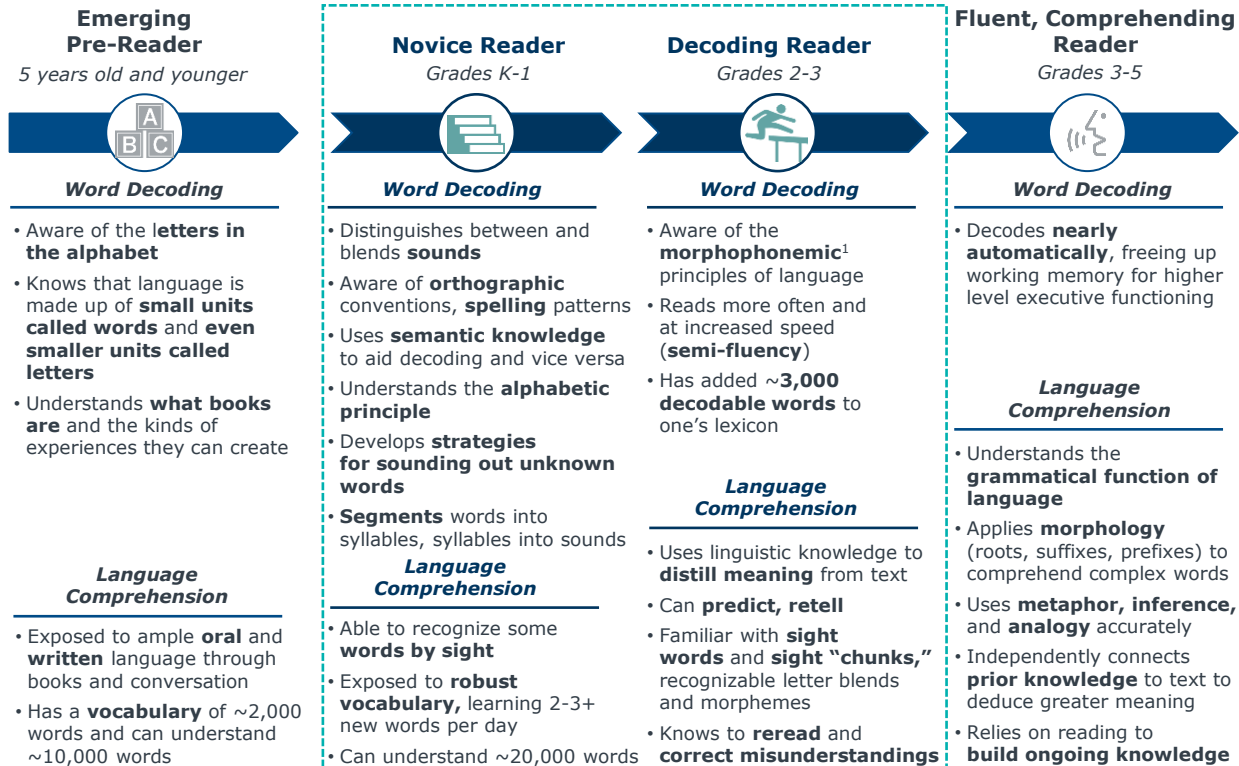 Emerging
Pre-Reader
5 years old and younger
A
B C
Word Decoding
• Aware of the letters in
the alphabet
• Knows that language is
made up of small units
called words and even
smaller units called
letters
• Understands what books
are and the kinds of
experiences they can create
Language
Comprehension
• Exposed to ample oral and
written language through
books and conversation
• Has a vocabulary of ~2,000
words and can understand
~10,000 words
Novice Reader
Grades K-1
Word Decoding
• Distinguishes between and
blends sounds
• Aware of orthographic
conventions, spelling patterns
• Uses semantic knowledge
to aid decoding and vice versa
• Understands the alphabetic
principle
• Develops strategies
for sounding out unknown
words
• Segments words into
syllables, syllables into sounds
Language
Comprehension
• Able to recognize some
words by sight
• Exposed to robust
vocabulary, learning 2-3+
new words per day
• Can understand ~20,000 words
Decoding Reader
Grades 2-3
Word Decoding
• Aware of the
morphophonemic¹
principles of language
• Reads more often and
at increased speed
(semi-fluency)
• Has added ~3,000
decodable words to
one’s lexicon
Language
Comprehension
• Uses linguistic knowledge to
distill meaning from text
• Can predict, retell
• Familiar with sight
words and sight “chunks,”
recognizable letter blends
and morphemes
• Knows to reread and
correct misunderstandings
Fluent, Comprehending
Reader
Grades 3-5
Word Decoding
• Decodes nearly
automatically, freeing up
working memory for higher
level executive functioning
Language
Comprehension
• Understands the
grammatical function of
language
• Applies morphology
(roots, suffixes, prefixes) to
comprehend complex words
• Uses metaphor, inference,
and analogy accurately
• Independently connects
prior knowledge to text to
deduce greater meaning
• Relies on reading to
build ongoing knowledge